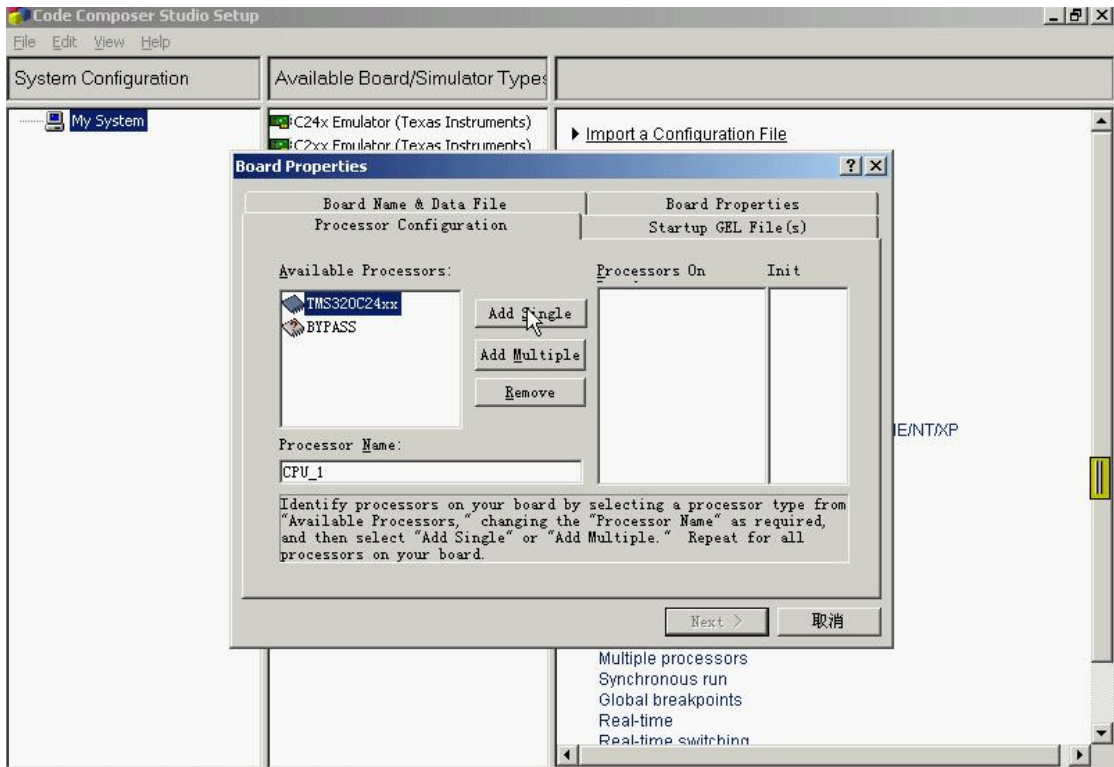 Code Composer Studio Setup
File Edit View Help
System Configuration
Available Board/Simulator Types
My System
C24x Emulator (Texas Instruments)
C2xx Emulator (Texas Instruments)
Import a Configuration File
Board Properties
Board Name & Data File
Board Properties
Processor Configuration
Startup GEL File(s)
Available Processors:
Processors On
Init
TMS320C24xx
BYPASS
Add Single
Add Multiple
Remove
Processor Name:
CPU_1
Identify processors on your board by selecting a processor type from
"Available Processors," changing the "Processor Name" as required,
and then select "Add Single" or "Add Multiple." Repeat for all
processors on your board.
Next >
取消
E/NT/XP
Multiple processors
Synchronous run
Global breakpoints
Real-time
Real-time switching